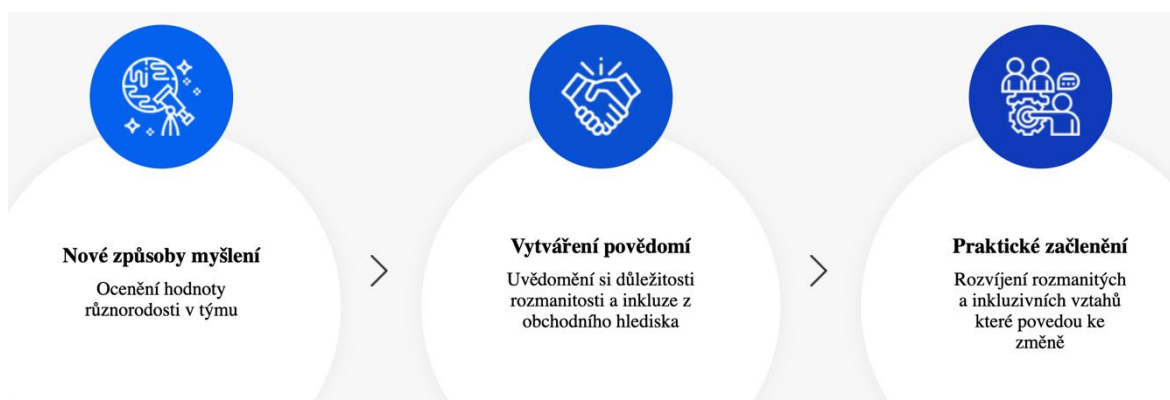 Nové způsoby myšlení
Ocenění hodnoty
různorodosti v týmu
Vytváření povědomí
Uvědomění si důležitosti
rozmanitosti a inkluze z
obchodního hlediska
Praktické začlenění
Rozvíjení rozmanitých
a inkluzivních vztahů
které povedou ke
změně